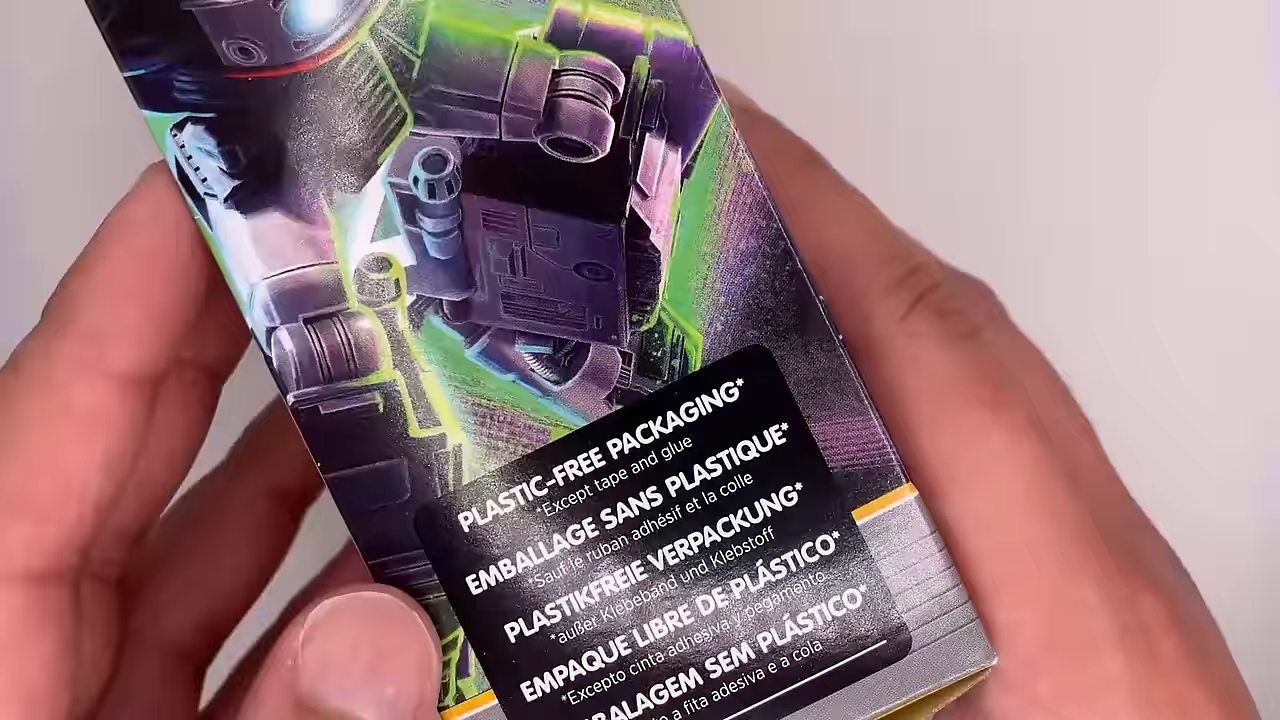 PLASTIC-FREE PACKAGING*
*Except tape and glue
EMBALLAGE SANS PLASTIQUE*
*Sauf le ruban adhésif et la colle
PLASTIKFREIE VERPACKUNG*
*außer Klebeband und Klebstoff
EMPAQUE LIBRE DE PLÁSTICO*
*Excepto cinta adhesiva y pegamento
BALAGEM SEM PLÁSTICO*
a fita adesiva e a cola